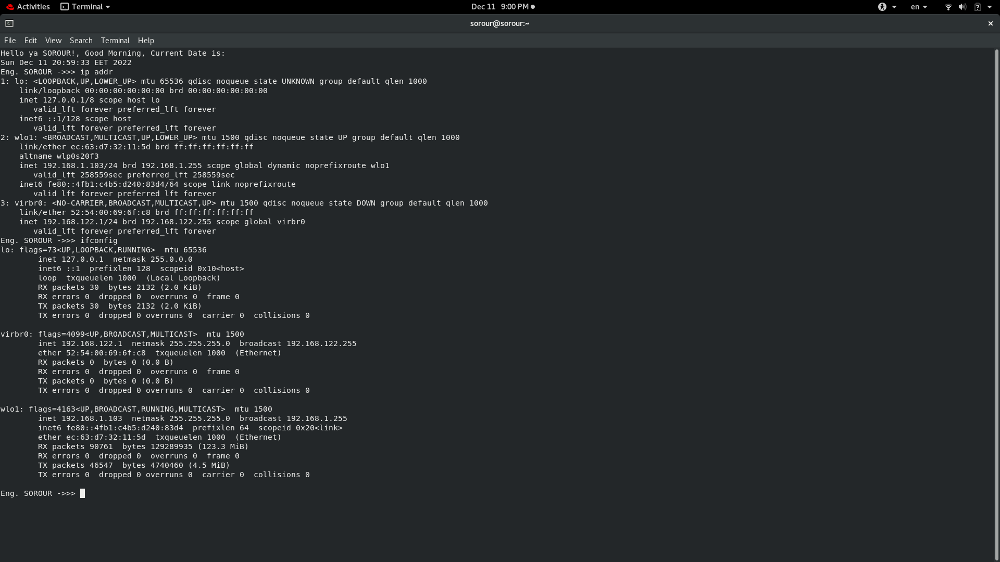 Activities Terminal Dec 11 9:00 PM en
sorour@sorour:~
File Edit View Search Terminal Help
Hello ya SOROUR!, Good Morning, Current Date is:
Sun Dec 11 20:59:33 EET 2022
Eng. SOROUR ->>> ip addr
1: lo: <LOOPBACK,UP,LOWER_UP> mtu 65536 qdisc noqueue state UNKNOWN group default qlen 1000
    link/loopback 00:00:00:00:00:00 brd 00:00:00:00:00:00
    inet 127.0.0.1/8 scope host lo
       valid_lft forever preferred_lft forever
    inet6 ::1/128 scope host
       valid_lft forever preferred_lft forever
2: wlo1: <BROADCAST,MULTICAST,UP,LOWER_UP> mtu 1500 qdisc noqueue state UP group default qlen 1000
    link/ether ec:63:d7:32:11:5d brd ff:ff:ff:ff:ff:ff
    altname wlp0s20f3
    inet 192.168.1.103/24 brd 192.168.1.255 scope global dynamic noprefixroute wlo1
       valid_lft 258559sec preferred_lft 258559sec
    inet6 fe80::4fb1:c4b5:d240:83d4/64 scope link noprefixroute
       valid_lft forever preferred_lft forever
3: virbr0: <NO-CARRIER,BROADCAST,MULTICAST,UP> mtu 1500 qdisc noqueue state DOWN group default qlen 1000
    link/ether 52:54:00:69:6f:c8 brd ff:ff:ff:ff:ff:ff
    inet 192.168.122.1/24 brd 192.168.122.255 scope global virbr0
       valid_lft forever preferred_lft forever
Eng. SOROUR ->>> ifconfig
lo: flags=73<UP,LOOPBACK,RUNNING>  mtu 65536
        inet 127.0.0.1  netmask 255.0.0.0
        inet6 ::1  prefixlen 128  scopeid 0x10<host>
        loop  txqueuelen 1000  (Local Loopback)
        RX packets 30  bytes 2132 (2.0 KiB)
        RX errors 0  dropped 0  overruns 0  frame 0
        TX packets 30  bytes 2132 (2.0 KiB)
        TX errors 0  dropped 0 overruns 0  carrier 0  collisions 0
virbr0: flags=4099<UP,BROADCAST,MULTICAST>  mtu 1500
        inet 192.168.122.1  netmask 255.255.255.0  broadcast 192.168.122.255
        ether 52:54:00:69:6f:c8  txqueuelen 1000  (Ethernet)
        RX packets 0  bytes 0 (0.0 B)
        RX errors 0  dropped 0  overruns 0  frame 0
        TX packets 0  bytes 0 (0.0 B)
        TX errors 0  dropped 0 overruns 0  carrier 0  collisions 0
wlo1: flags=4163<UP,BROADCAST,RUNNING,MULTICAST>  mtu 1500
        inet 192.168.1.103  netmask 255.255.255.0  broadcast 192.168.1.255
        inet6 fe80::4fb1:c4b5:d240:83d4  prefixlen 64  scopeid 0x20<link>
        ether ec:63:d7:32:11:5d  txqueuelen 1000  (Ethernet)
        RX packets 90761  bytes 129289935 (123.3 MiB)
        RX errors 0  dropped 0  overruns 0  frame 0
        TX packets 46547  bytes 4740460 (4.5 MiB)
        TX errors 0  dropped 0 overruns 0  carrier 0  collisions 0
Eng. SOROUR ->>>